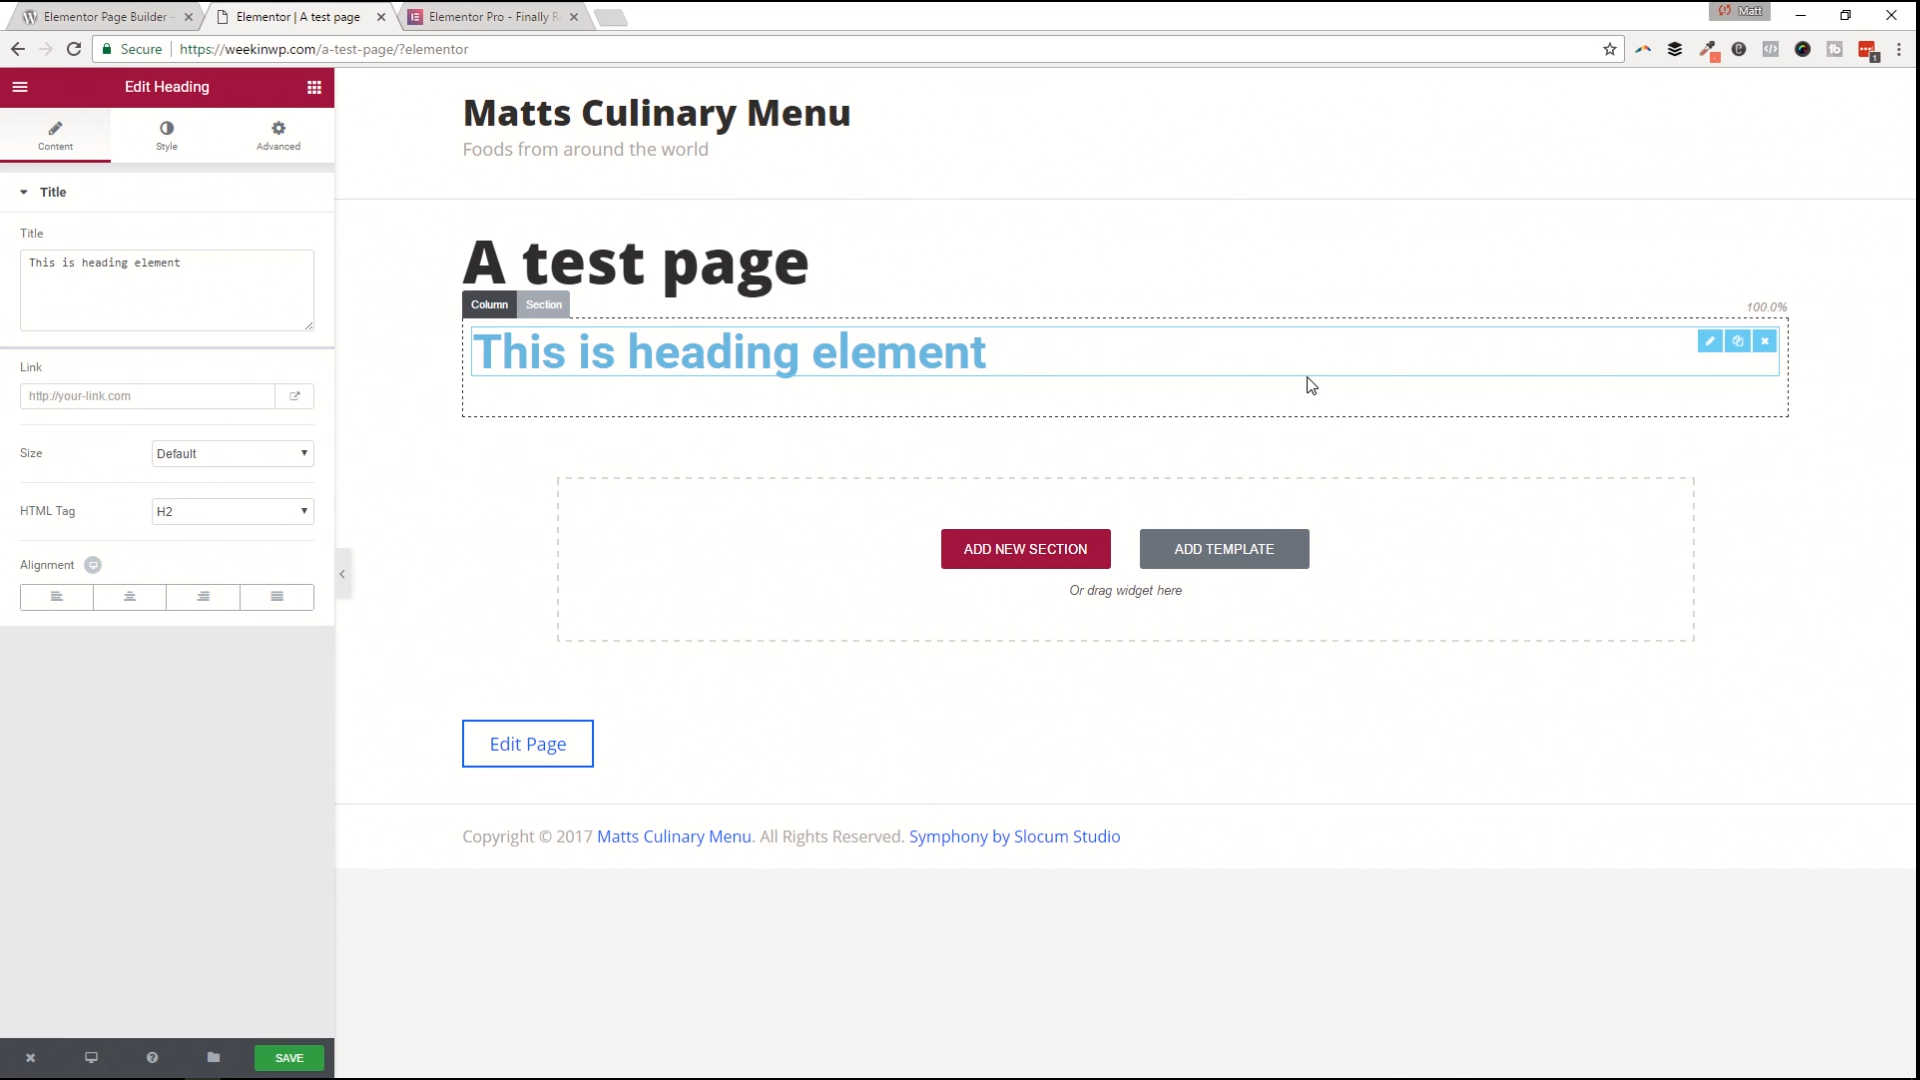 Elementor Page Builder -
Elementor | A test page
Elementor Pro - Finally R
Matt
Secure
https://weekinwp.com/a-test-page/?elementor
1
Edit Heading
Content
Style
Advanced
Title
Title
This is heading element
Link
http://your-link.com
Size
Default
HTML Tag
H2
Alignment
SAVE
Matts Culinary Menu
Foods from around the world
A test page
Column
Section
100.0%
This is heading element
ADD NEW SECTION
ADD TEMPLATE
Or drag widget here
Edit Page
Copyright © 2017 Matts Culinary Menu. All Rights Reserved. Symphony by Slocum Studio